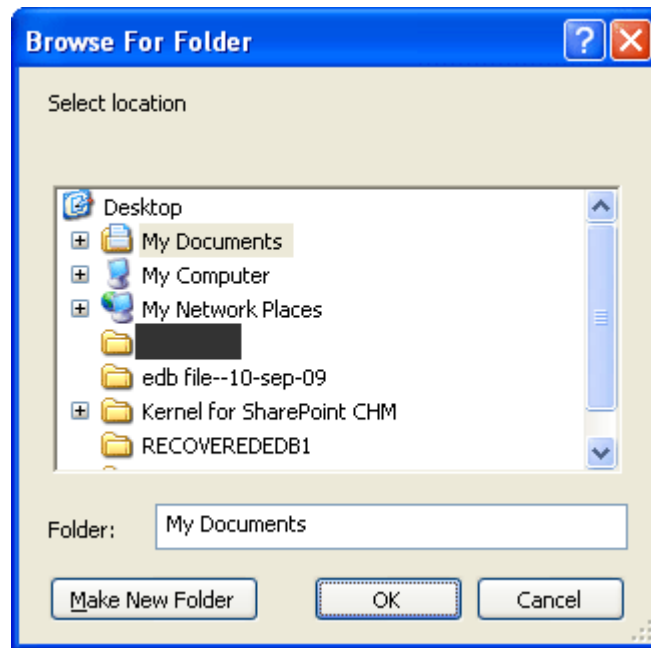 Browse For Folder
Select location
Desktop
My Documents
My Computer
My Network Places
edb file--10-sep-09
Kernel for SharePoint CHM
RECOVEREDEDB1
Folder: My Documents
Make New Folder OK Cancel